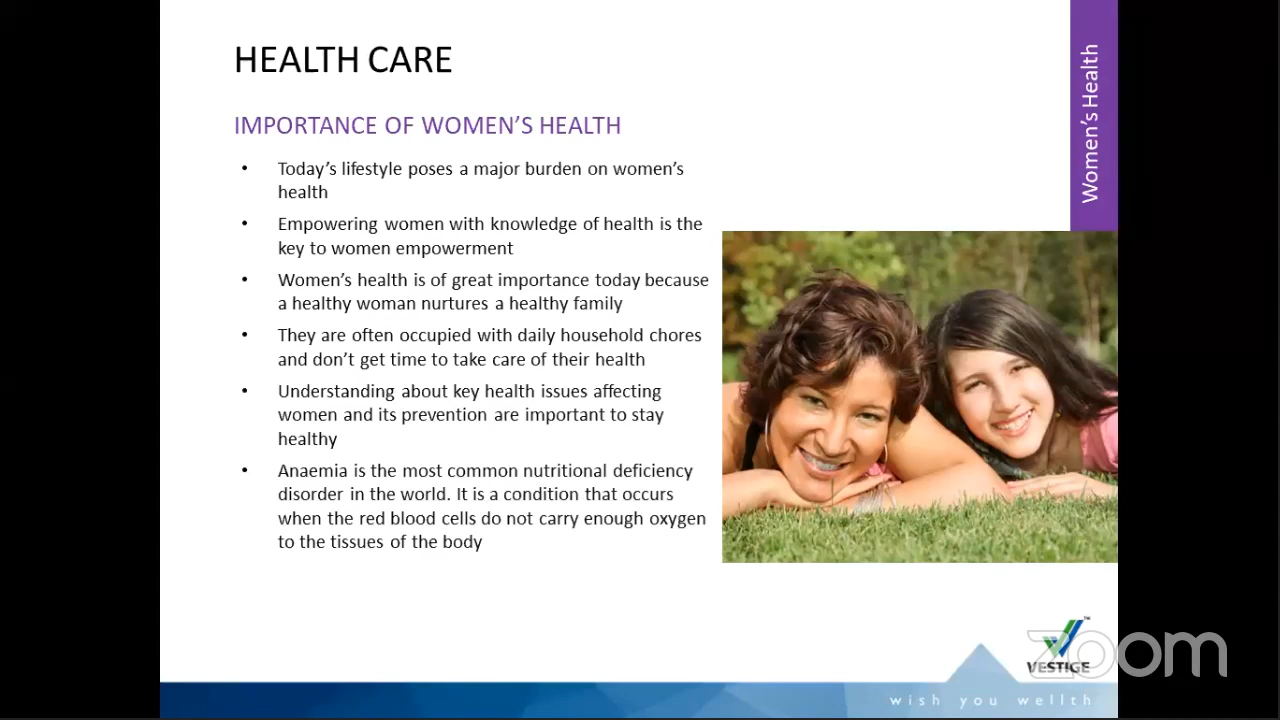 HEALTH CARE
Women's Health
IMPORTANCE OF WOMEN'S HEALTH
• Today's lifestyle poses a major burden on women's
health
• Empowering women with knowledge of health is the
key to women empowerment
• Women's health is of great importance today because
a healthy woman nurtures a healthy family
• They are often occupied with daily household chores
and don't get time to take care of their health
• Understanding about key health issues affecting
women and its prevention are important to stay
healthy
• Anaemia is the most common nutritional deficiency
disorder in the world. It is a condition that occurs
when the red blood cells do not carry enough oxygen
to the tissues of the body
TM
zoom
VESTIGE
wish you wellth